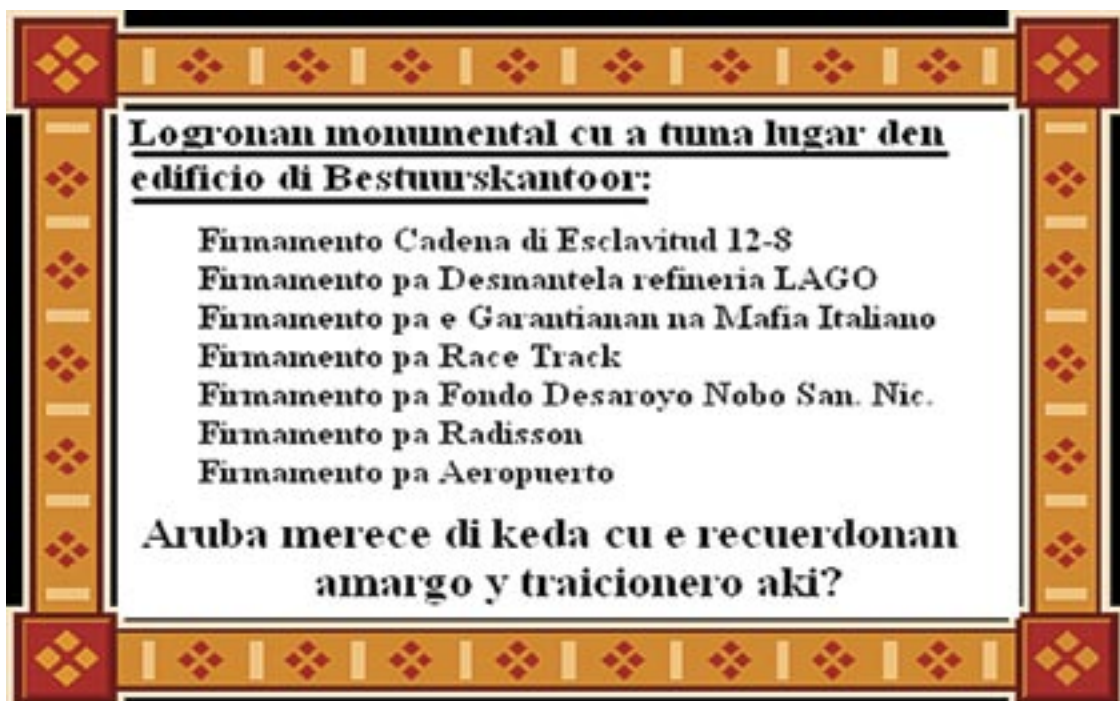 Logronan monumental cu a tuma lugar den
edificio di Bestuurskantoor:
Firmamento Cadena di Esclavitud 12-8
Firmamento pa Desmantela refineria LAGO
Firmamento pa e Garantianan na Mafia Italiano
Firmamento pa Race Track
Firmamento pa Fondo Desaroyo Nobo San. Nic.
Firmamento pa Radisson
Firmamento pa Aeropuerto
Aruba merece di keda cu e recuerdonan
amargo y traicionero aki?